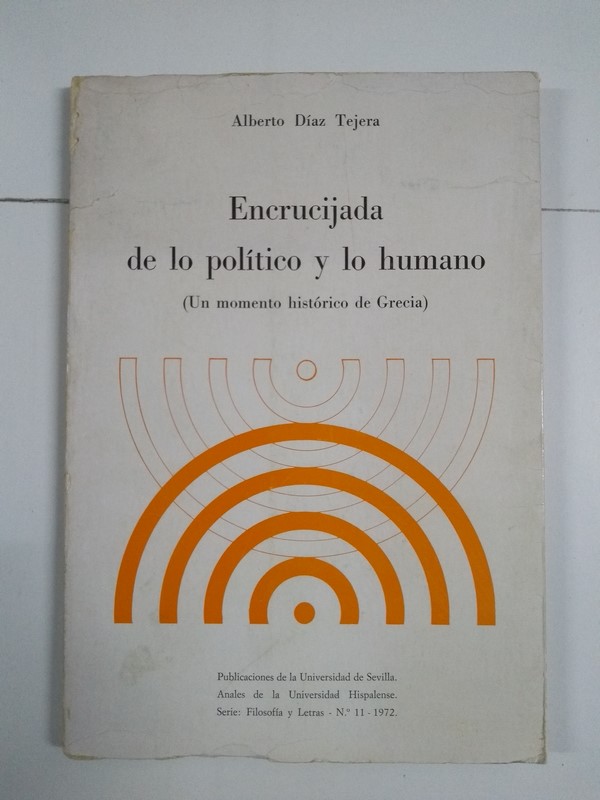 Alberto Díaz Tejera
Encrucijada
de lo político y lo humano
(Un momento histórico de Grecia)
Publicaciones de la Universidad de Sevilla.
Anales de la Universidad Hispalense.
Serie: Filosofía y Letras - N.º 11 - 1972.